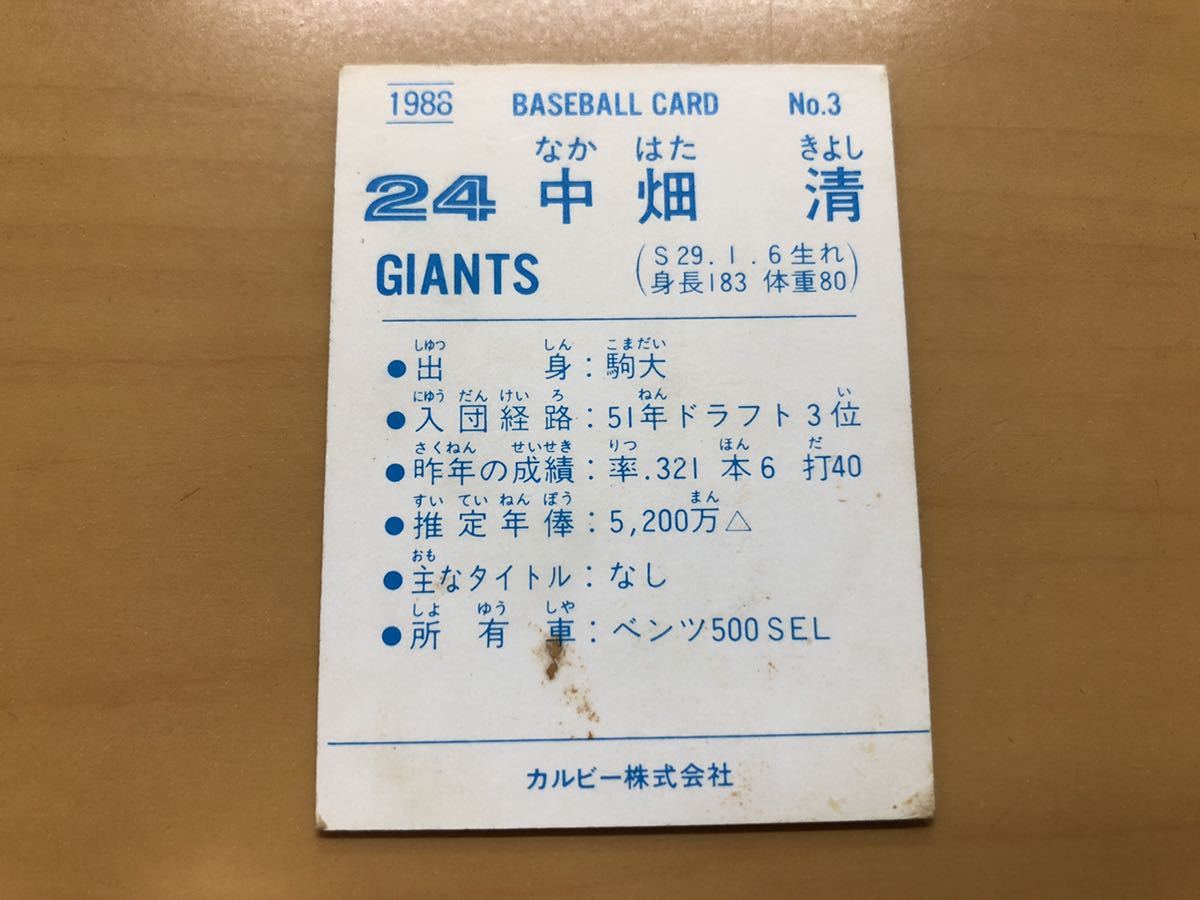 1988 BASEBALL CARD No.3
なか はた きよし
24 中畑 清
GIANTS
(S29.1.6生れ
身長183 体重80)
しゆつ しん こまだい
●出身:駒大
にゆう だん けい ろ ねん い
●入団経路:51年ドラフト3位
さくねん せいせき りつ ほん だ
●昨年の成績:率.321 本6 打40
すい てい ねん ぽう まん
●推定年俸:5,200万△
おも
●主なタイトル:なし
しよ ゆう しや
●所有車:ベンツ500SEL
カルビー株式会社